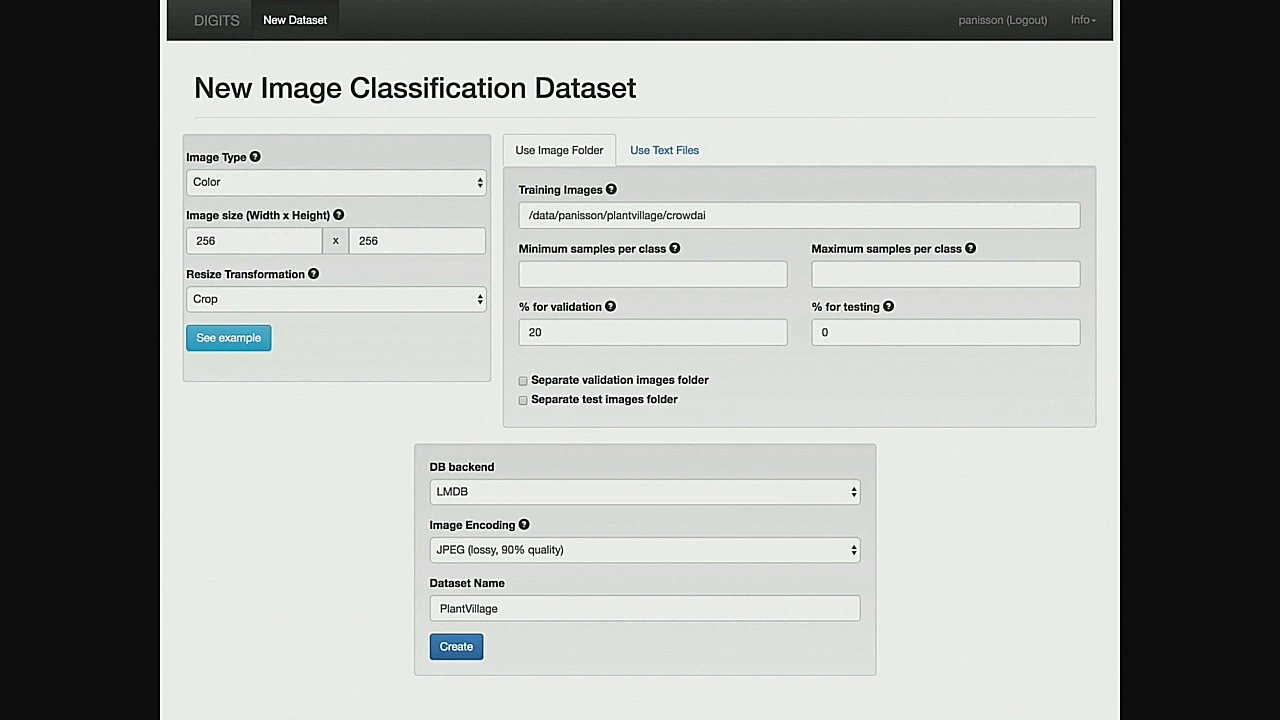 DIGITS New Dataset panisson (Logout) Info
New Image Classification Dataset
Image Type
Color
Image size (Width x Height)
256 x 256
Resize Transformation
Crop
See example
Use Image Folder Use Text Files
Training Images
/data/panisson/plantvillage/crowdai
Minimum samples per class Maximum samples per class
% for validation % for testing
20 0
Separate validation images folder
Separate test images folder
DB backend
LMDB
Image Encoding
JPEG (lossy, 90% quality)
Dataset Name
PlantVillage
Create